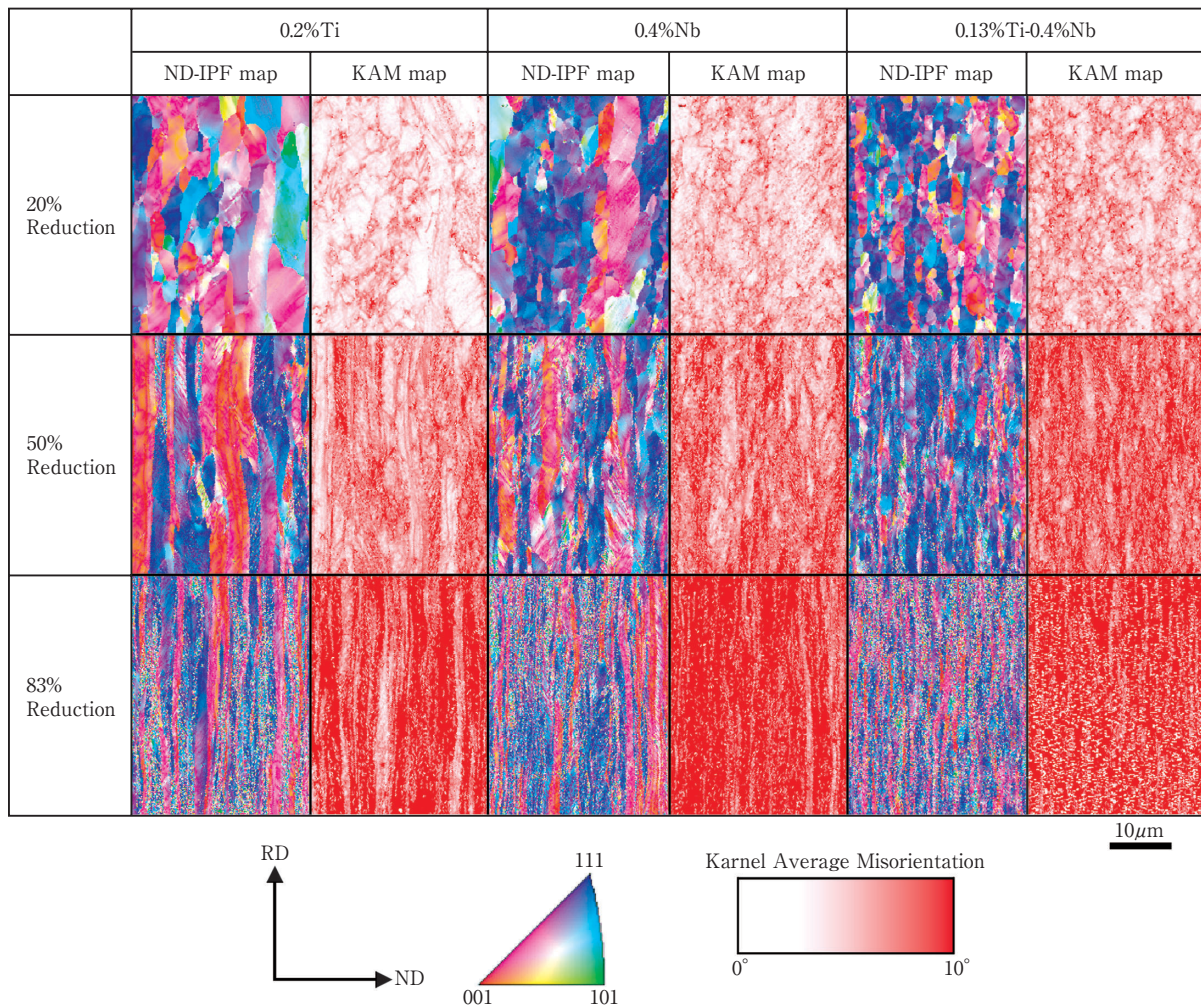 0.2%Ti 0.4%Nb 0.13%Ti-0.4%Nb
ND-IPF map KAM map ND-IPF map KAM map ND-IPF map KAM map
20%
Reduction
50%
Reduction
83%
Reduction
10μm
RD
ND
111
001 101
Karnel Average Misorientation
0° 10°